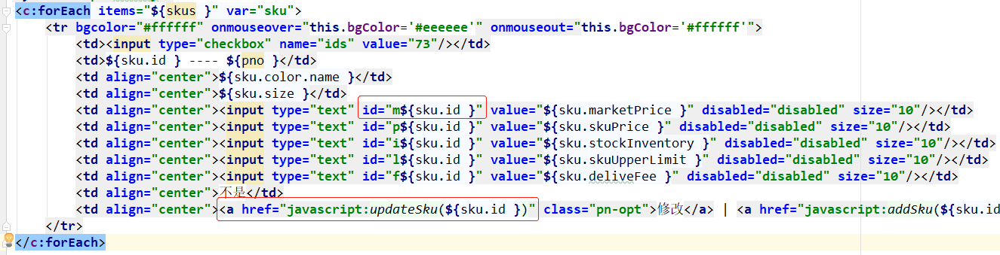 <c:forEach items="${skus }" var="sku">
<tr bgcolor="#ffffff" onmouseover="this.bgColor='#eeeeee'" onmouseout="this.bgColor='#ffffff'">
<td><input type="checkbox" name="ids" value="73"/></td>
<td>${sku.id } ---- ${pno }</td>
<td align="center">${sku.color.name }</td>
<td align="center">${sku.size }</td>
<td align="center"><input type="text" id="m${sku.id }" value="${sku.marketPrice }" disabled="disabled" size="10"/></td>
<td align="center"><input type="text" id="p${sku.id }" value="${sku.skuPrice }" disabled="disabled" size="10"/></td>
<td align="center"><input type="text" id="i${sku.id }" value="${sku.stockInventory }" disabled="disabled" size="10"/></td>
<td align="center"><input type="text" id="l${sku.id }" value="${sku.skuUpperLimit }" disabled="disabled" size="10"/></td>
<td align="center"><input type="text" id="f${sku.id }" value="${sku.deliveFee }" disabled="disabled" size="10"/></td>
<td align="center">不是</td>
<td align="center"><a href="javascript:updateSku(${sku.id })" class="pn-opt">修改</a> | <a href="javascript:addSku(${sku.id
</tr>
</c:forEach>